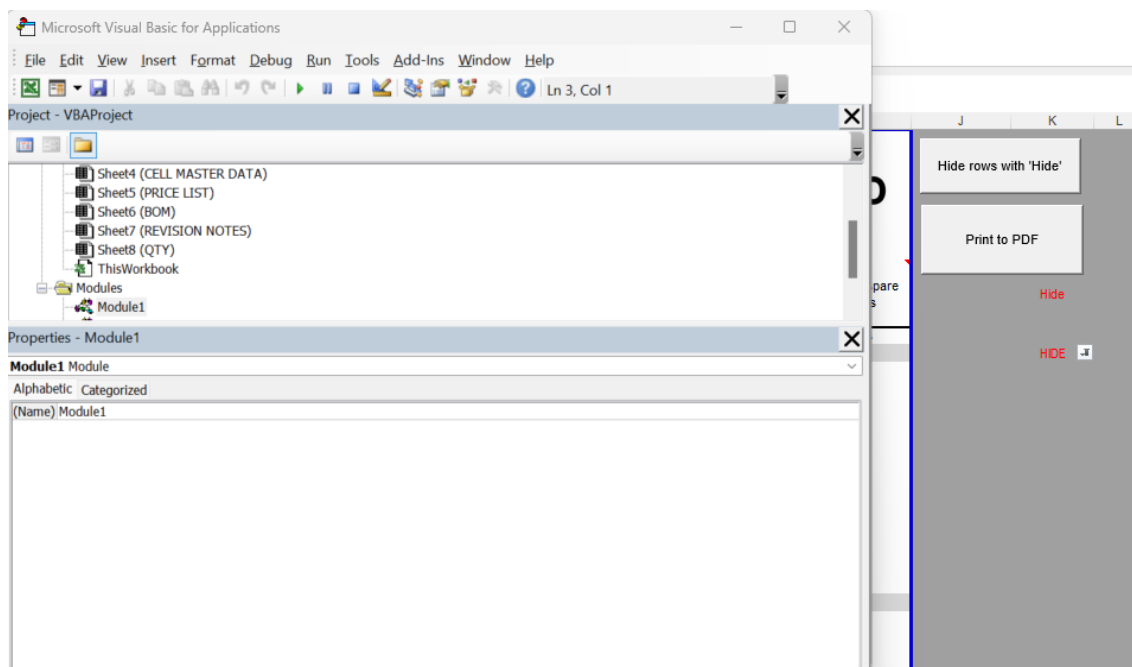 Microsoft Visual Basic for Applications
File Edit View Insert Format Debug Run Tools Add-Ins Window Help
Ln 3, Col 1
Project - VBAProject
Sheet4 (CELL MASTER DATA)
Sheet5 (PRICE LIST)
Sheet6 (BOM)
Sheet7 (REVISION NOTES)
Sheet8 (QTY)
ThisWorkbook
Modules
Module1
Properties - Module1
Module1 Module
Alphabetic Categorized
(Name) Module1
J K L
Hide rows with 'Hide'
Print to PDF
Hide
HIDE